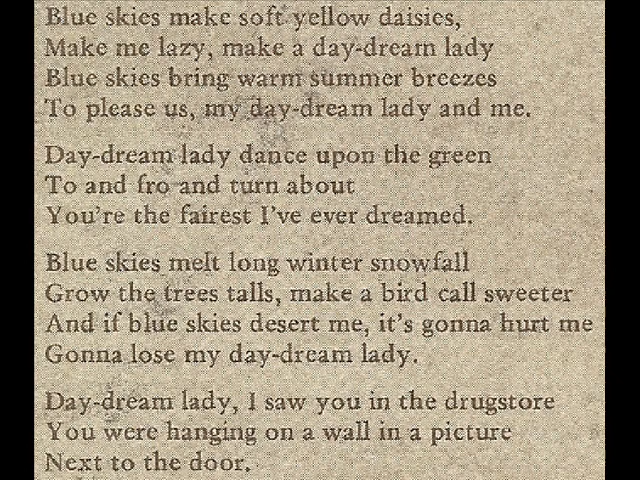 Blue skies make soft yellow daisies,
Make me lazy, make a day-dream lady
Blue skies bring warm summer breezes
To please us, my day-dream lady and me.
Day-dream lady dance upon the green
To and fro and turn about
You're the fairest I've ever dreamed.
Blue skies melt long winter snowfall
Grow the trees talls, make a bird call sweeter
And if blue skies desert me, it's gonna hurt me
Gonna lose my day-dream lady.
Day-dream lady, I saw you in the drugstore
You were hanging on a wall in a picture
Next to the door.